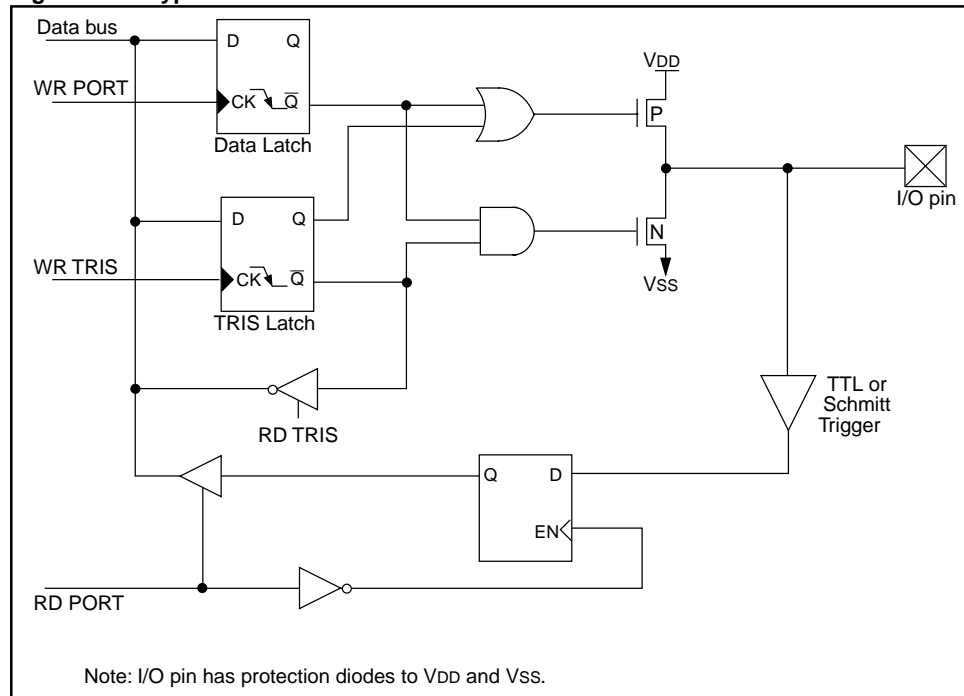 Data bus
D Q
VDD
WR PORT
CK Q
P
Data Latch
I/O pin
D Q
N
WR TRIS
CK Q
VSS
TRIS Latch
TTL or
Schmitt
Trigger
RD TRIS
Q D
EN
RD PORT
Note: I/O pin has protection diodes to VDD and VSS.